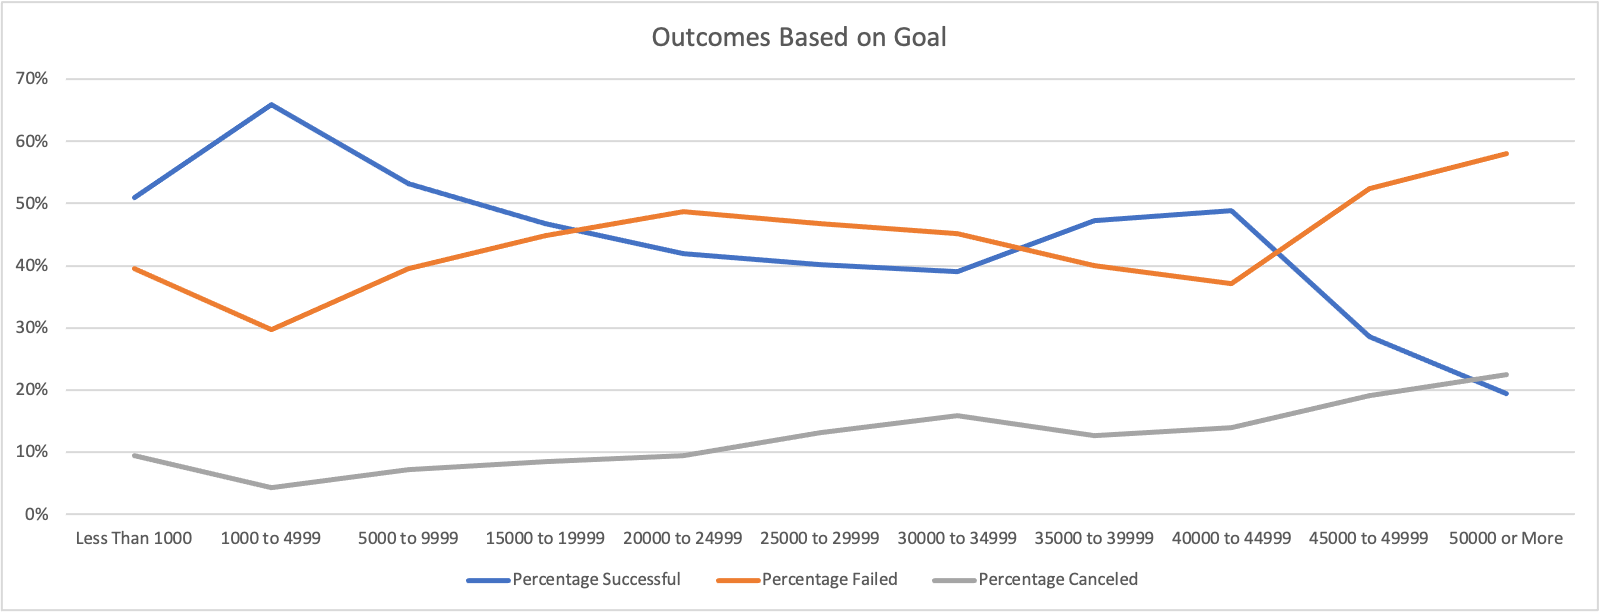 Outcomes Based on Goal
70%
60%
50%
40%
30%
20%
10%
0%
Less Than 1000 1000 to 4999 5000 to 9999 15000 to 19999 20000 to 24999 25000 to 29999 30000 to 34999 35000 to 39999 40000 to 44999 45000 to 49999 50000 or More
Percentage Successful Percentage Failed Percentage Canceled